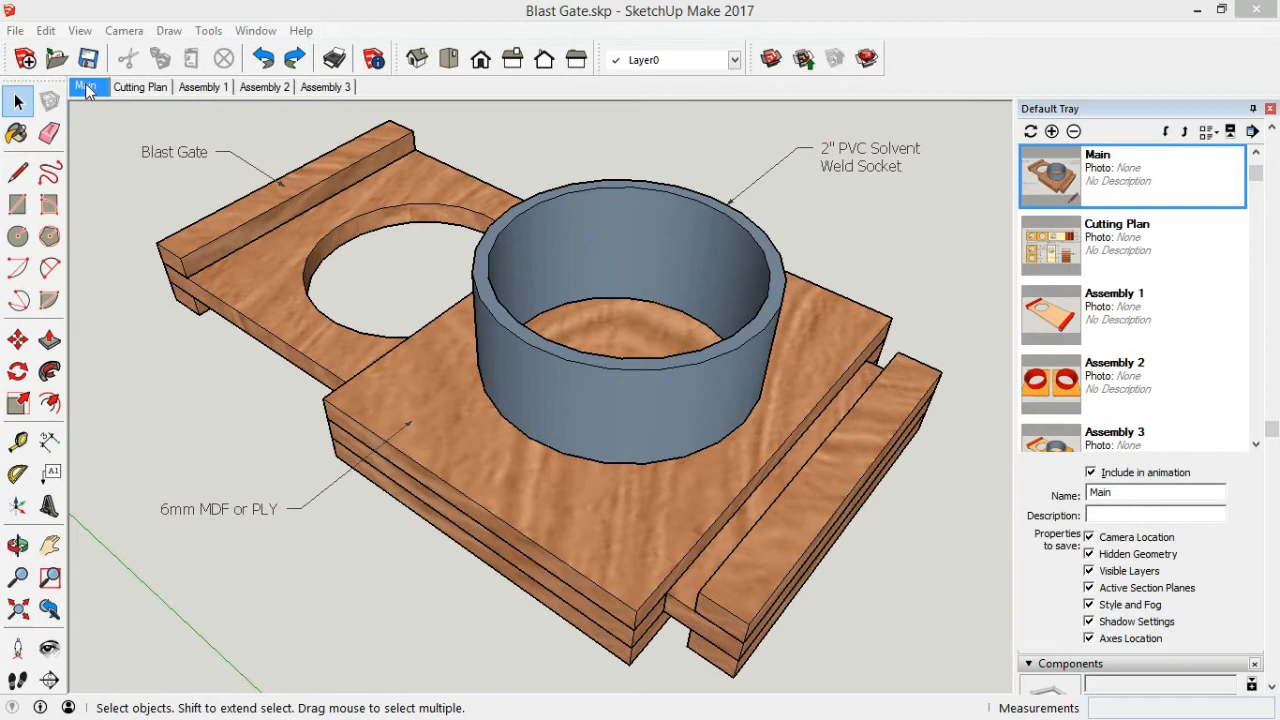 Blast Gate.skp - SketchUp Make 2017
File Edit View Camera Draw Tools Window Help
Layer0
Main Cutting Plan Assembly 1 Assembly 2 Assembly 3
Default Tray
Main
Photo: None
No Description
Cutting Plan
Photo: None
No Description
Assembly 1
Photo: None
No Description
Assembly 2
Photo: None
No Description
Assembly 3
Photo: None
Include in animation
Name: Main
Description:
Properties
to save:
Camera Location
Hidden Geometry
Visible Layers
Active Section Planes
Style and Fog
Shadow Settings
Axes Location
Components
Blast Gate
2" PVC Solvent
Weld Socket
6mm MDF or PLY
A1
Select objects. Shift to extend select. Drag mouse to select multiple.
Measurements